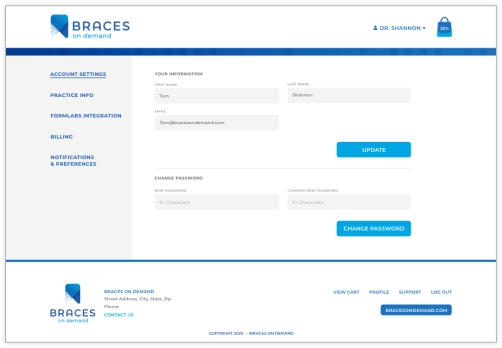 BRACES
on demand
DR. SHANNON
ACCOUNT SETTINGS
PRACTICE INFO
FORMLABS INTEGRATION
BILLING
NOTIFICATIONS
& PREFERENCES
YOUR INFORMATION
FIRST NAME
LAST NAME
Tom
Shannon
EMAIL
Tom@bracesondemand.com
UPDATE
CHANGE PASSWORD
NEW PASSWORD
CONFIRM NEW PASSWORD
6+ Characters
6+ Characters
CHANGE PASSWORD
BRACES
on demand
BRACES ON DEMAND
Street Address, City, State, Zip
Phone
CONTACT US
VIEW CART
PROFILE
SUPPORT
LOG OUT
BRACESONDEMAND.COM
COPYRIGHT 2020 - BRACES ON DEMAND